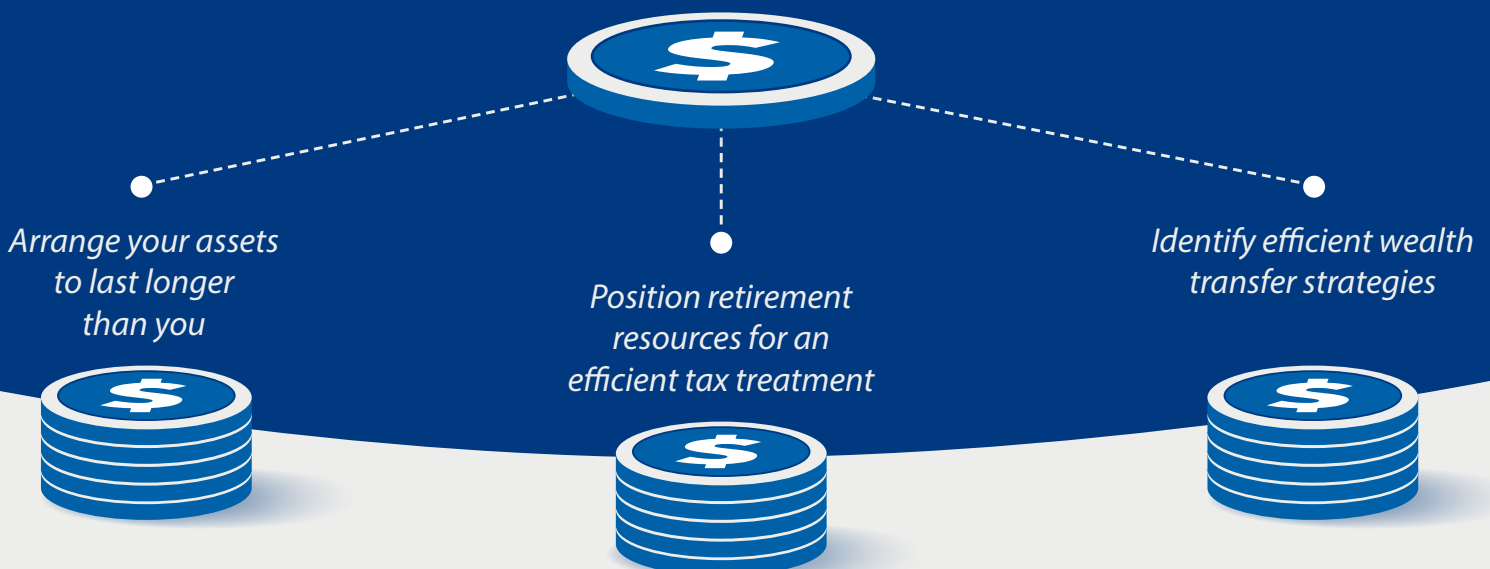 $
Arrange your assets
to last longer
than you
Position retirement
resources for an
efficient tax treatment
Identify efficient wealth
transfer strategies
$
$
$